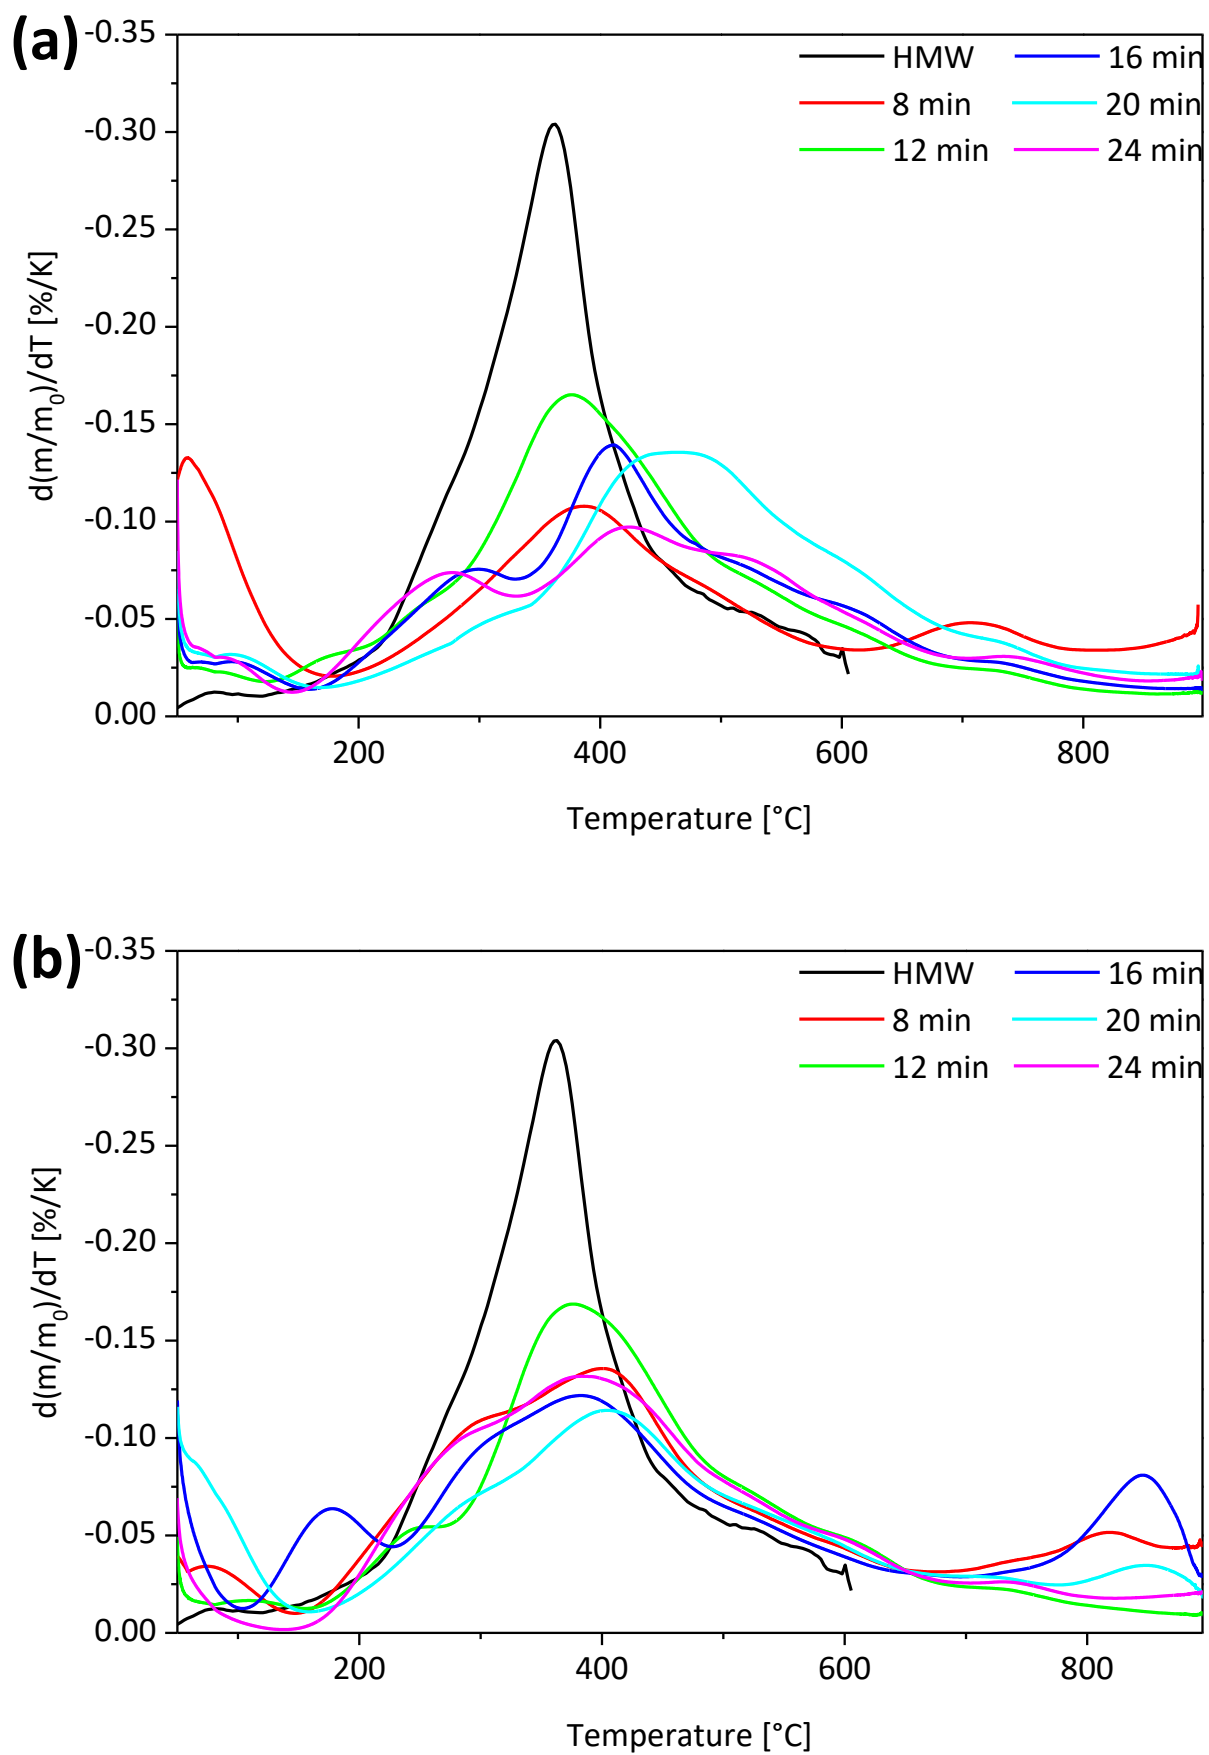 (a)
-0.35
-0.30
-0.25
-0.20
-0.15
-0.10
-0.05
0.00
d(m/m0)/dT [%/K]
HMW
16 min
8 min
20 min
12 min
24 min
200
400
600
800
Temperature [°C]
(b)
-0.35
-0.30
-0.25
-0.20
-0.15
-0.10
-0.05
0.00
d(m/m0)/dT [%/K]
HMW
16 min
8 min
20 min
12 min
24 min
200
400
600
800
Temperature [°C]